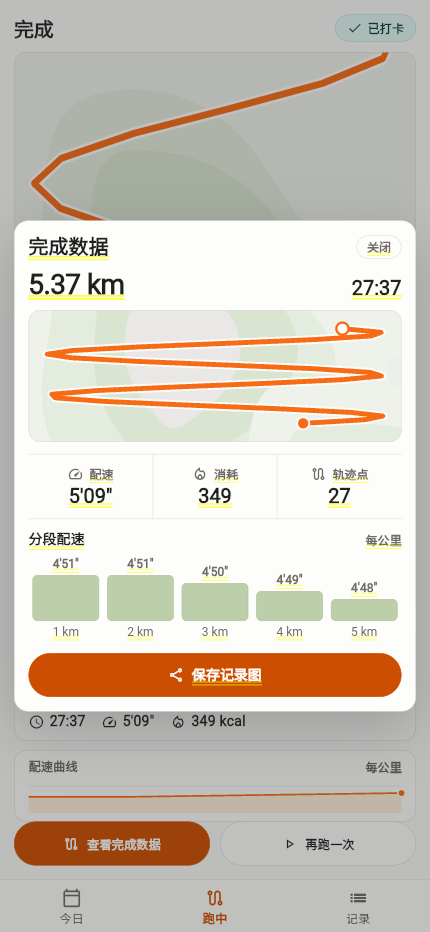 完成
已打卡
完成数据
关闭
5.37 km
27:37
配速
消耗
轨迹点
5'09"
349
27
分段配速
每公里
4'51"
4'51"
4'50"
4'49"
4'48"
1 km
2 km
3 km
4 km
5 km
保存记录图
27:37
5'09"
349 kcal
配速曲线
每公里
查看完成数据
再跑一次
今日
跑中
记录